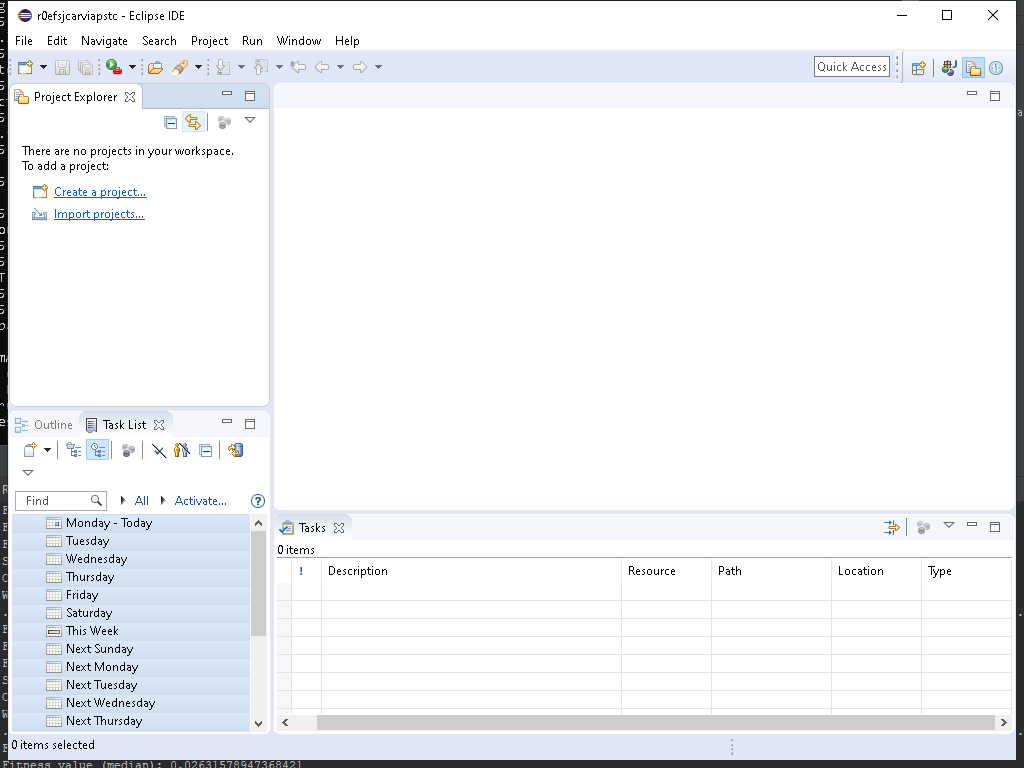 r0efsjcarviapstc - Eclipse IDE
File Edit Navigate Search Project Run Window Help
Quick Access
Project Explorer
There are no projects in your workspace.
To add a project:
Create a project...
Import projects...
Outline Task List
Find All Activate...
Monday - Today
Tuesday
Wednesday
Thursday
Friday
Saturday
This Week
Next Sunday
Next Monday
Next Tuesday
Next Wednesday
Next Thursday
Tasks
0 items
! Description Resource Path Location Type
0 items selected
Fitness value (median): 0.02631578947368421